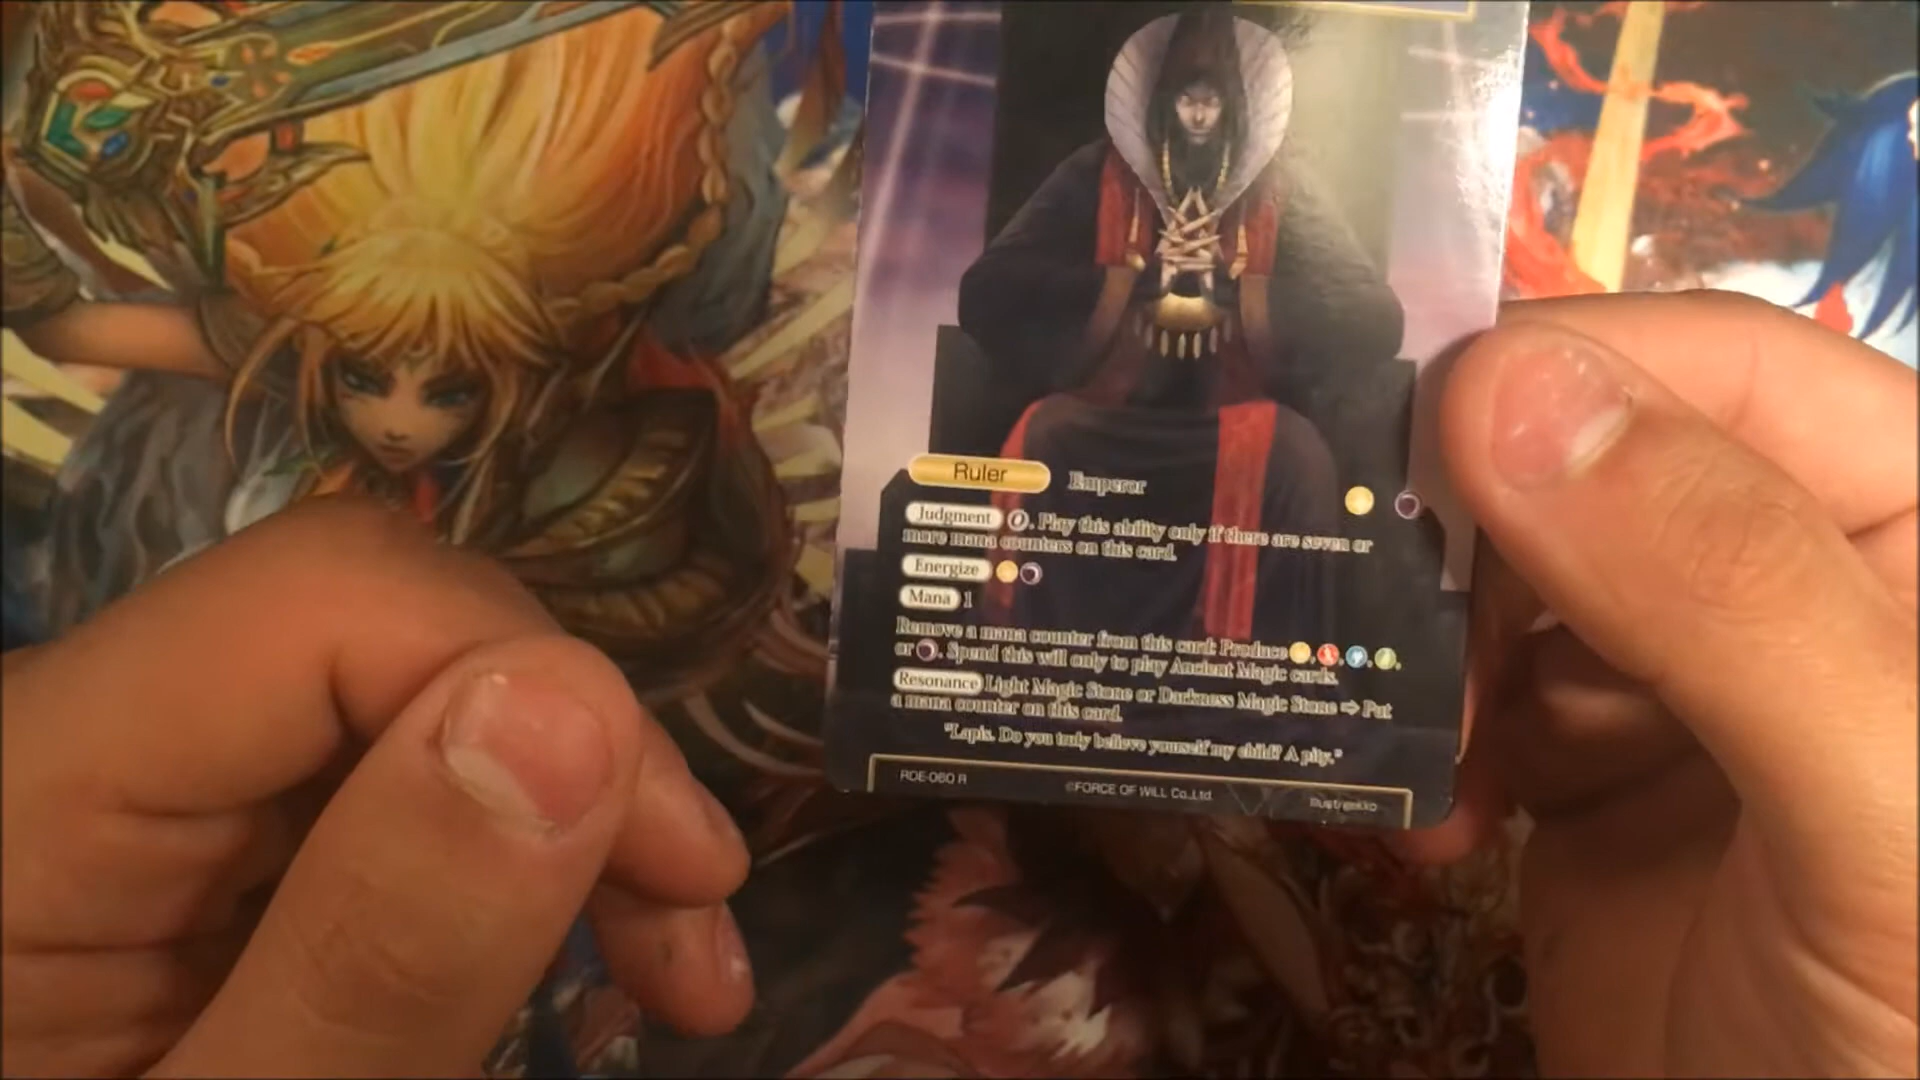 Ruler Emperor
Judgment 0. Play this ability only if there are seven or
more mana counters on this card.
Energize
Mana 1
Remove a mana counter from this card: Produce , , , ,
or . Spend this will only to play Ancient Magic cards.
Resonance Light Magic Stone or Darkness Magic Stone ⇒ Put
a mana counter on this card.
"Lapis. Do you truly believe yourself my child? A pity."
RDE-060 R ©FORCE OF WILL Co.,Ltd. Illust/gekko